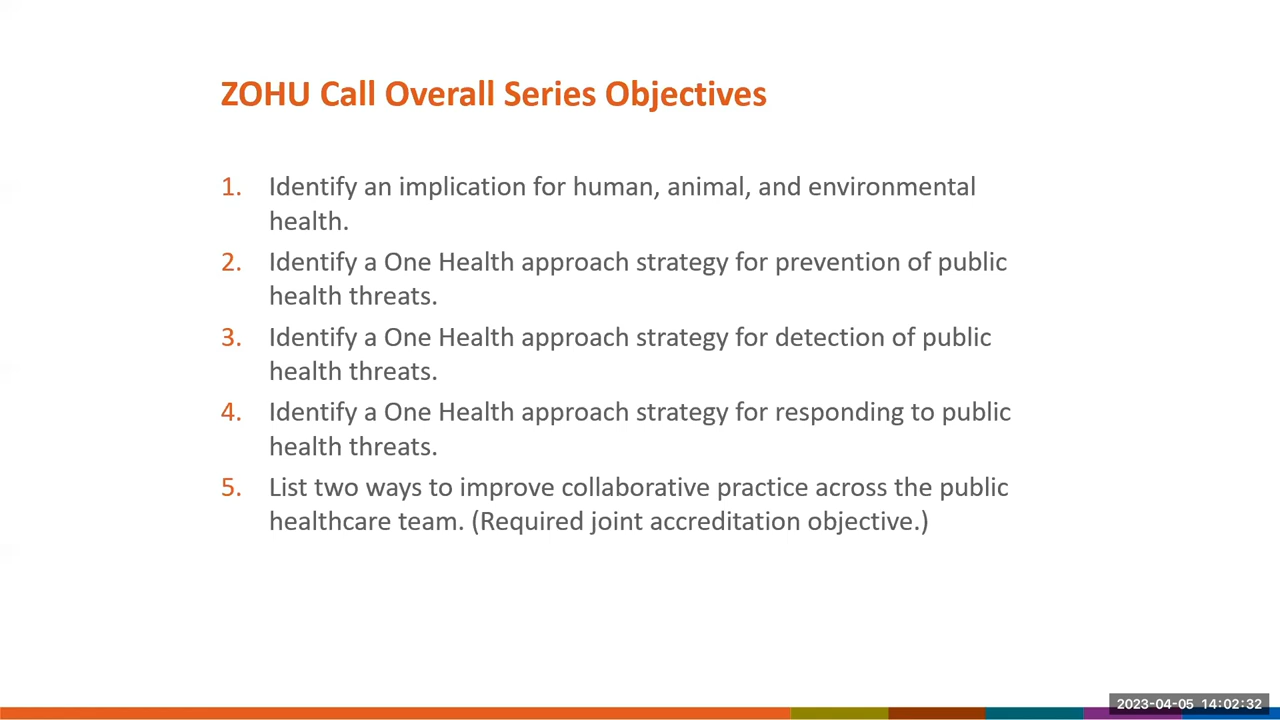 ZOHU Call Overall Series Objectives
1. Identify an implication for human, animal, and environmental
health.
2. Identify a One Health approach strategy for prevention of public
health threats.
3. Identify a One Health approach strategy for detection of public
health threats.
4. Identify a One Health approach strategy for responding to public
health threats.
5. List two ways to improve collaborative practice across the public
healthcare team. (Required joint accreditation objective.)
2023-04-05 14:02:32